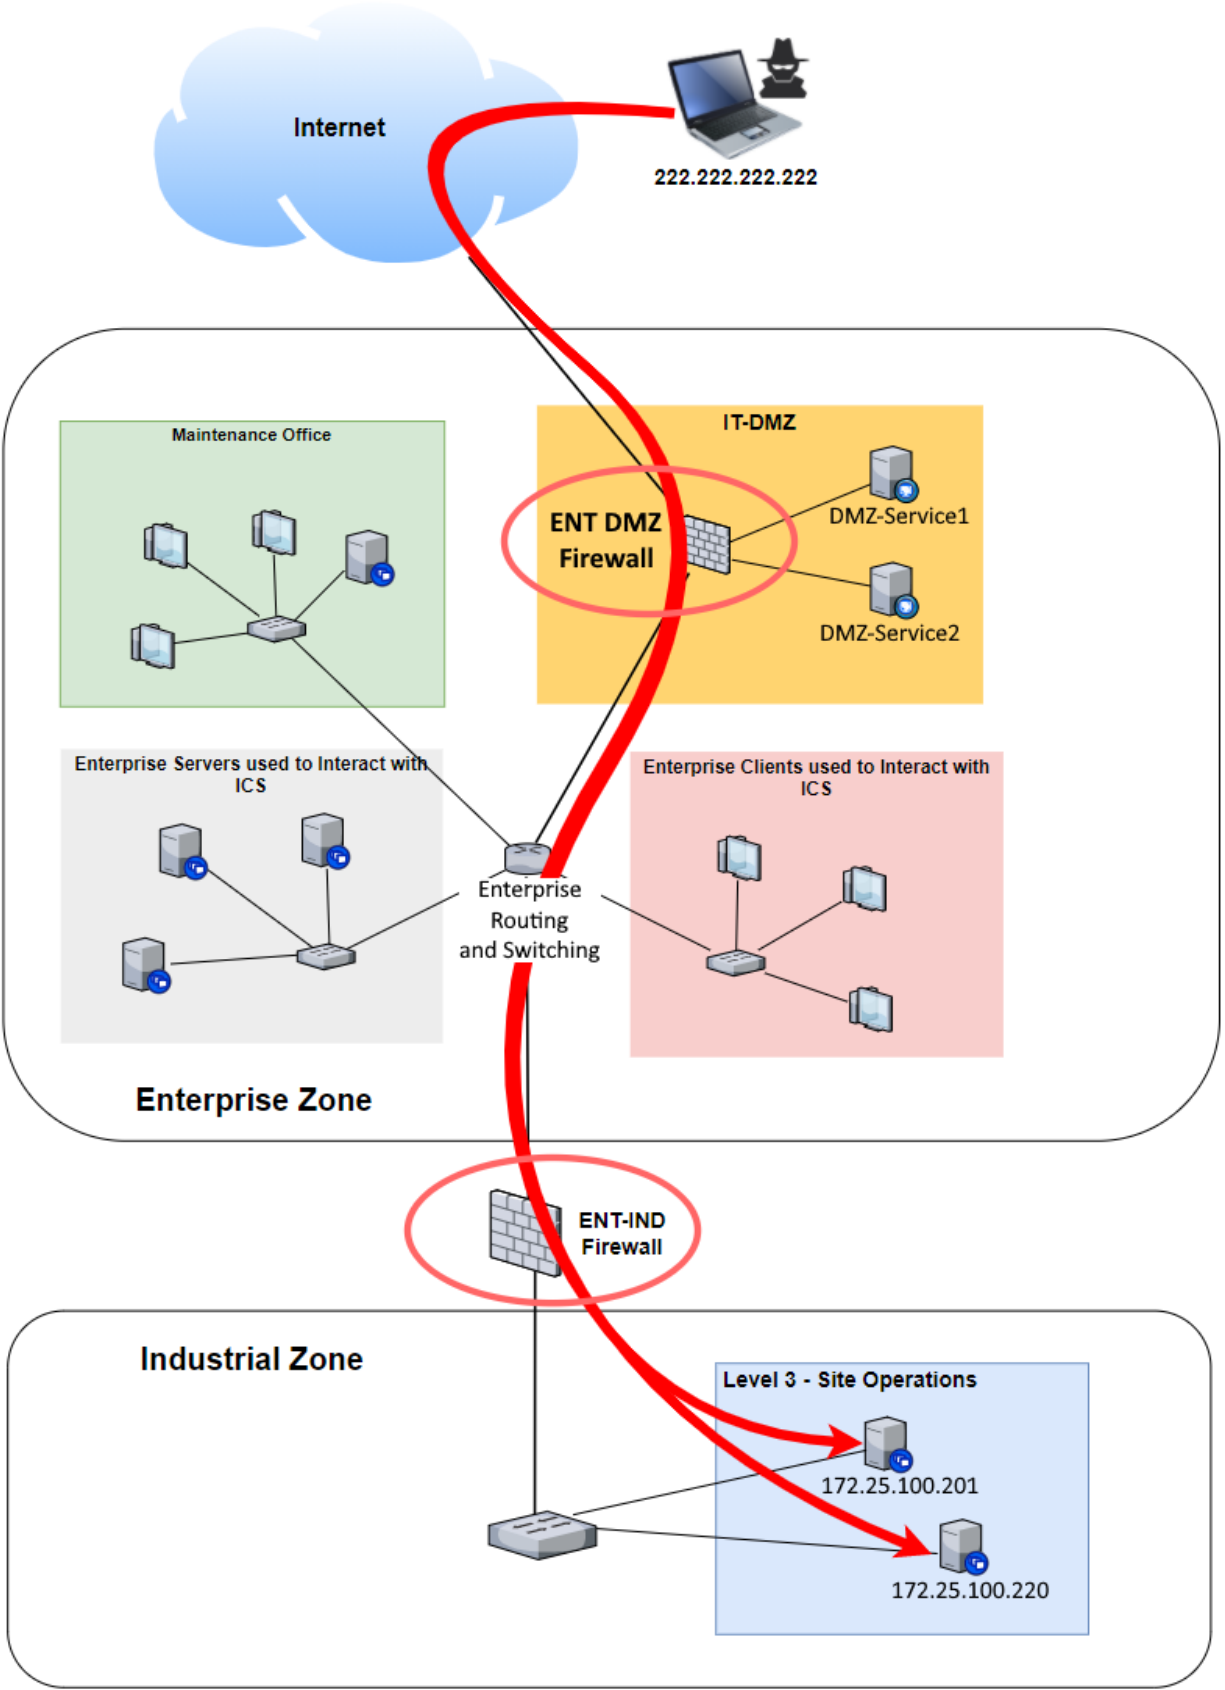 Internet
222.222.222.222
Maintenance Office
IT-DMZ
ENT DMZ
Firewall
DMZ-Service1
DMZ-Service2
Enterprise Servers used to Interact with
ICS
Enterprise Clients used to Interact with
ICS
Enterprise
Routing
and Switching
Enterprise Zone
ENT-IND
Firewall
Industrial Zone
Level 3 - Site Operations
172.25.100.201
172.25.100.220